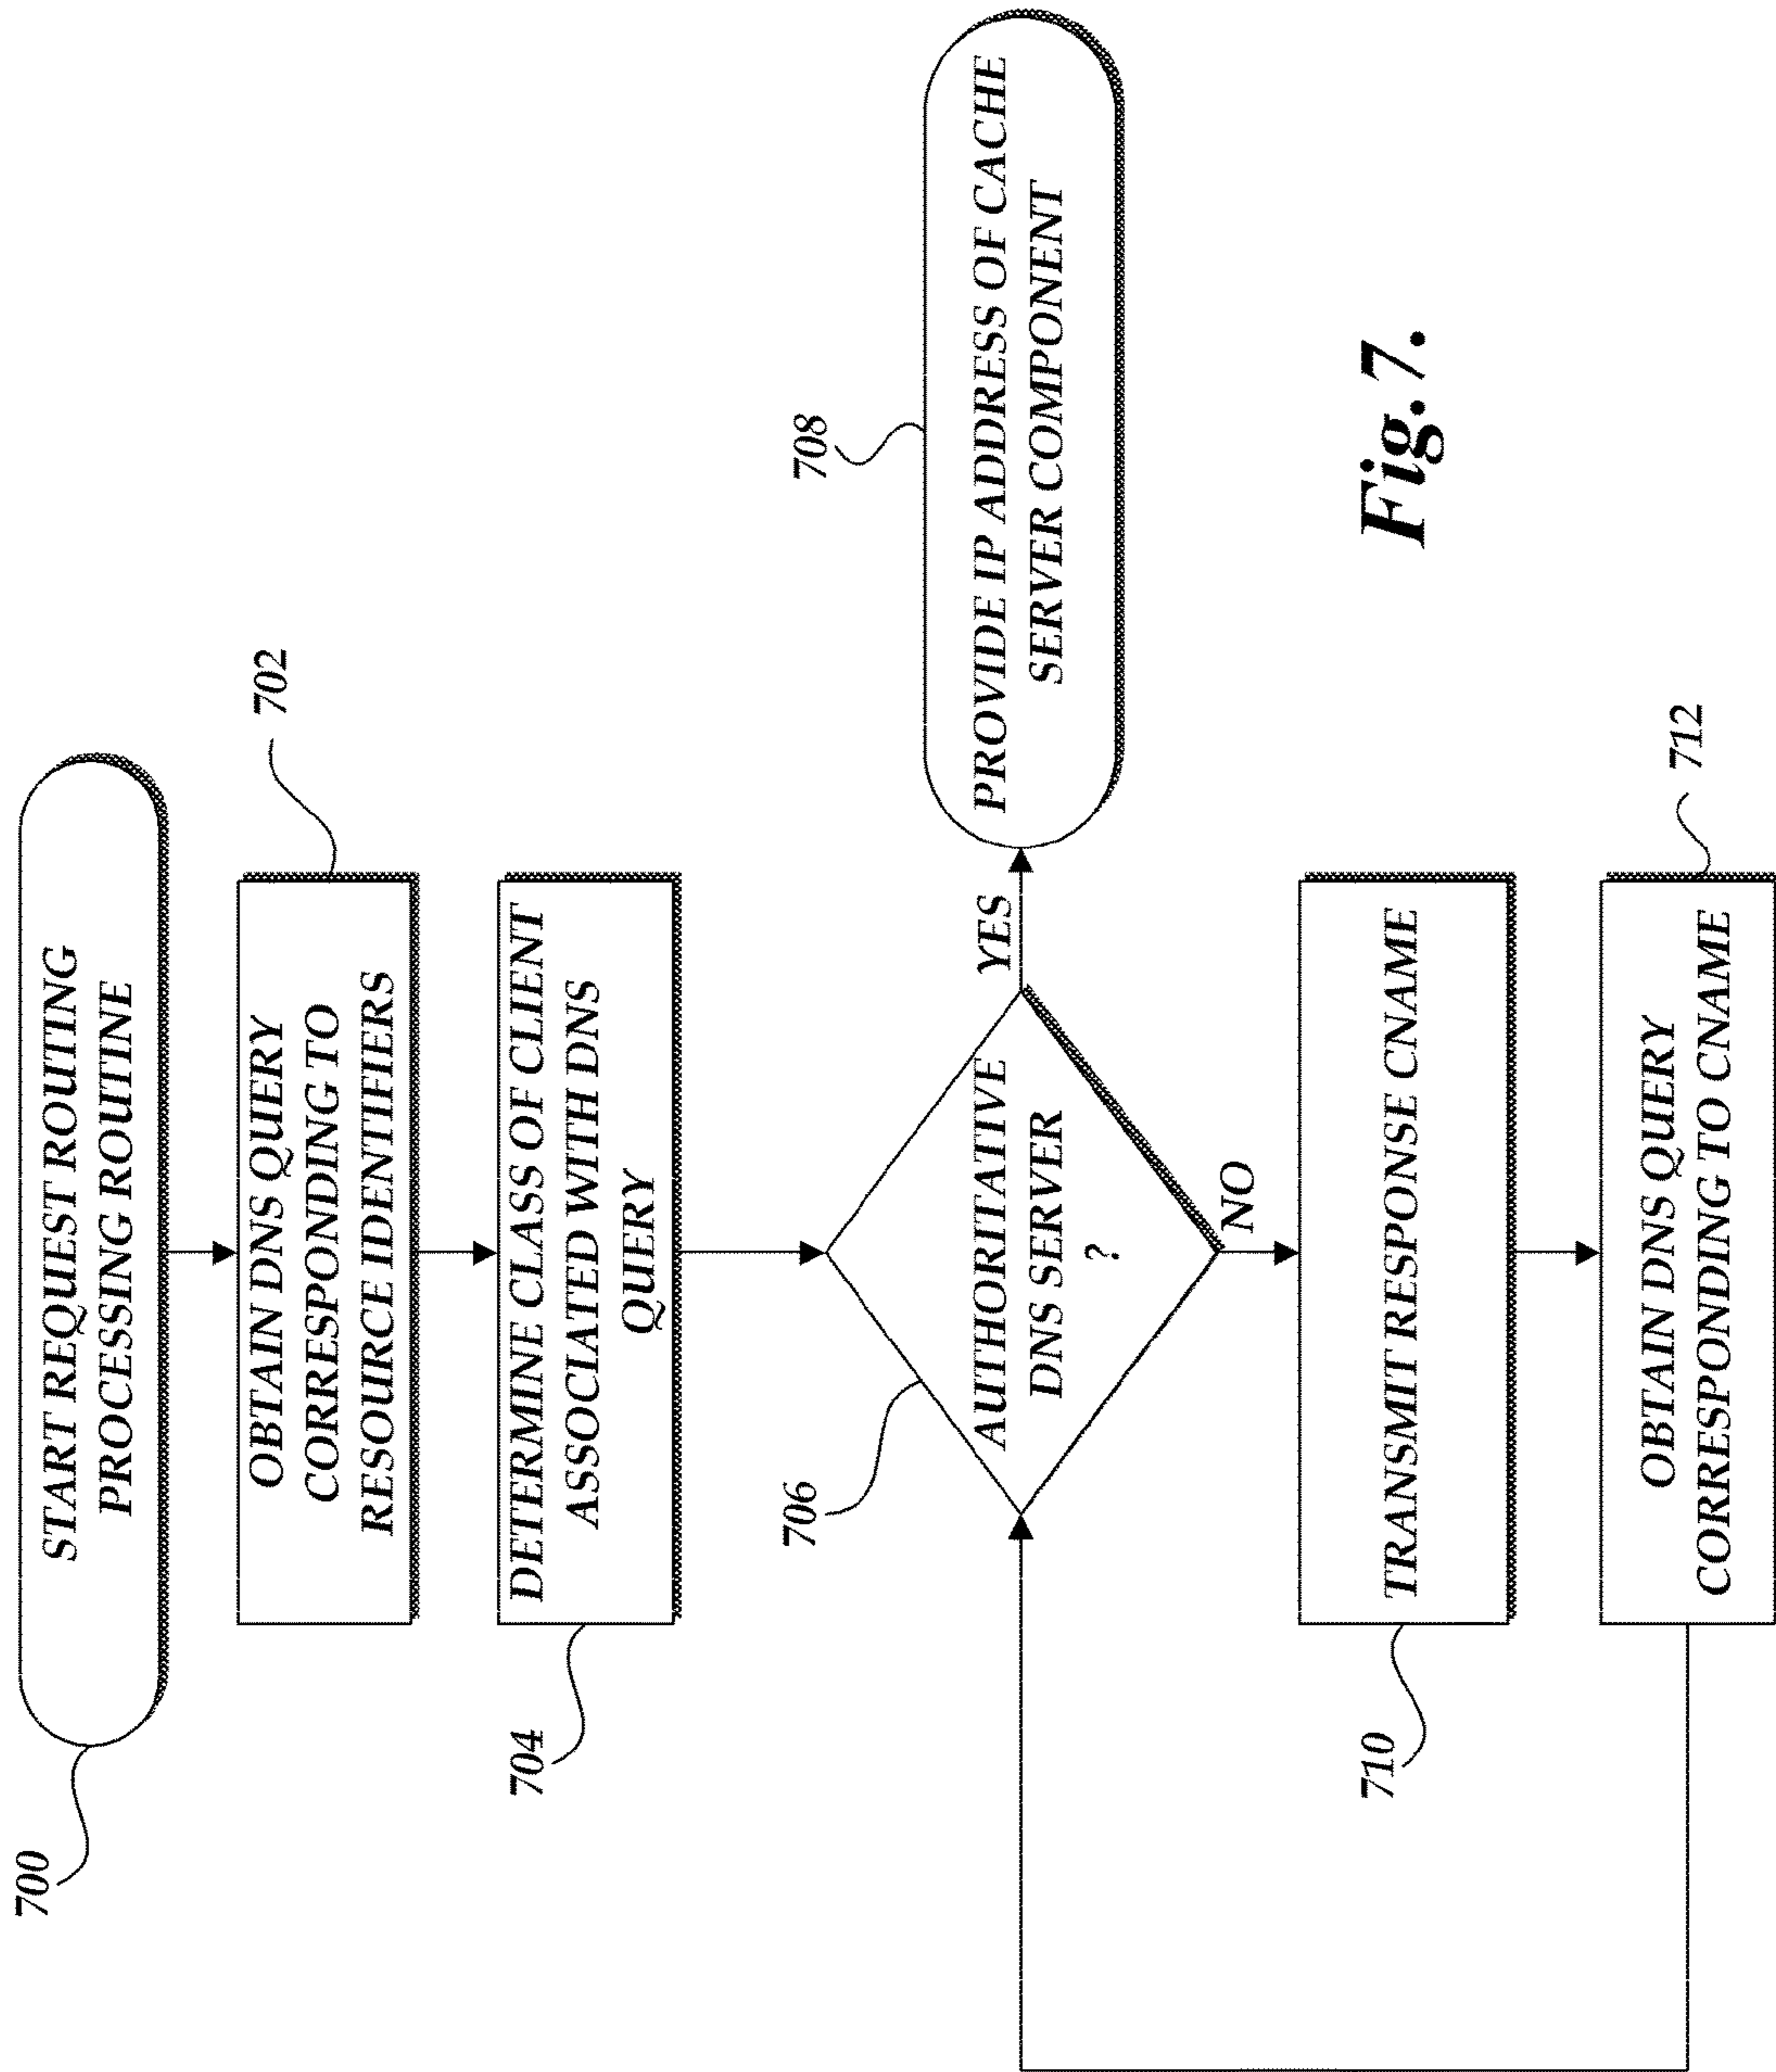 700
START REQUEST ROUTING
PROCESSING ROUTINE
702
OBTAIN DNS QUERY
CORRESPONDING TO
RESOURCE IDENTIFIERS
704
DETERMINE CLASS OF CLIENT
ASSOCIATED WITH DNS
QUERY
706
AUTHORITATIVE
DNS SERVER
?
YES
708
PROVIDE IP ADDRESS OF CACHE
SERVER COMPONENT
NO
710
TRANSMIT RESPONSE CNAME
712
OBTAIN DNS QUERY
CORRESPONDING TO CNAME
Fig. 7.